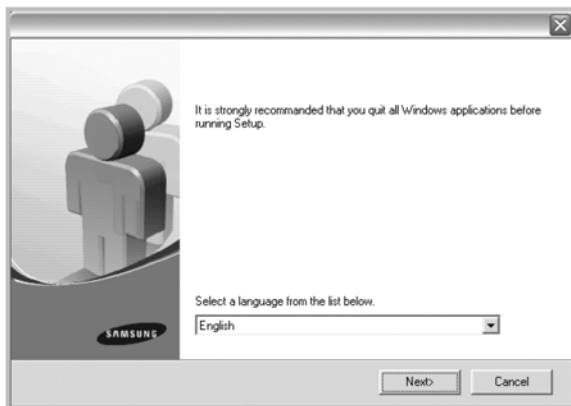 It is strongly recommanded that you quit all Windows applications before
running Setup.
Select a language from the list below.
English
SAMSUNG
Next>
Cancel